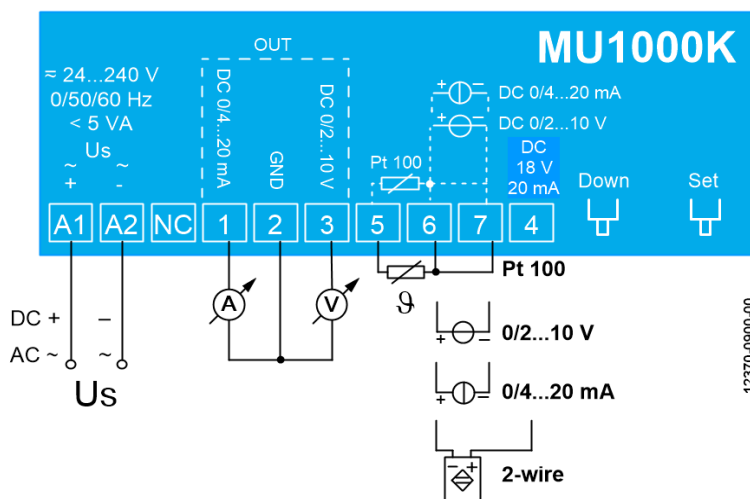 OUT
MU1000K
≂ 24...240 V
0/50/60 Hz
< 5 VA
Us
~ ~
+ -
DC 0/4...20 mA
GND
DC 0/2...10 V
+ − DC 0/4...20 mA
+ − DC 0/2...10 V
Pt 100
DC
18 V
20 mA
Down
Set
A1 A2 NC 1 2 3 5 6 7 4
A
V
Pt 100
ϑ
DC + −
AC ~ ~
Us
+ − 0/2...10 V
+ − 0/4...20 mA
− + 2-wire
12370-0900-00